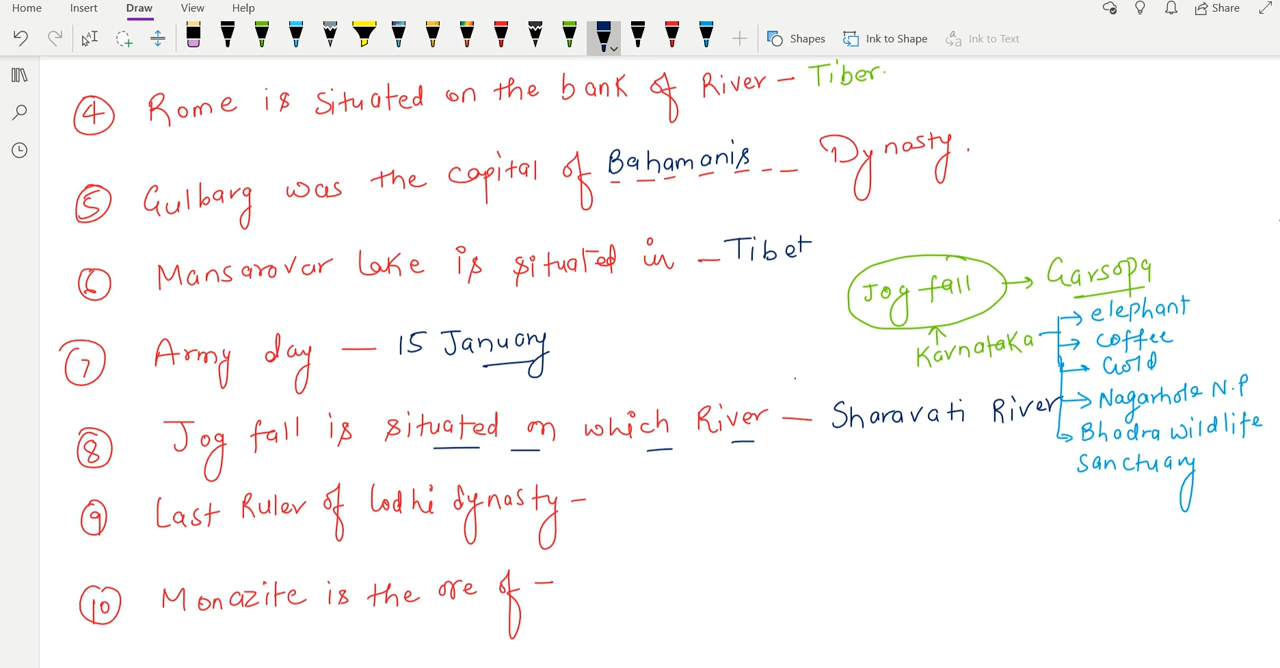 Home Insert Draw View Help Share
Shapes Ink to Shape Ink to Text
④ Rome is situated on the bank of River - Tiber.
⑤ Gulbarg was the capital of Bahamanis Dynasty.
⑥ Mansarovar lake is situated in - Tibet
Jog fall → Garsopa
Karnataka
→ elephant
→ coffee
→ Gold
→ Nagarhole N.P
→ Bhodra wildlife
sanctuary
⑦ Army day - 15 January
⑧ Jog fall is situated on which River - Sharavati River
⑨ Last Ruler of Lodhi dynasty -
⑩ Monazite is the ore of -